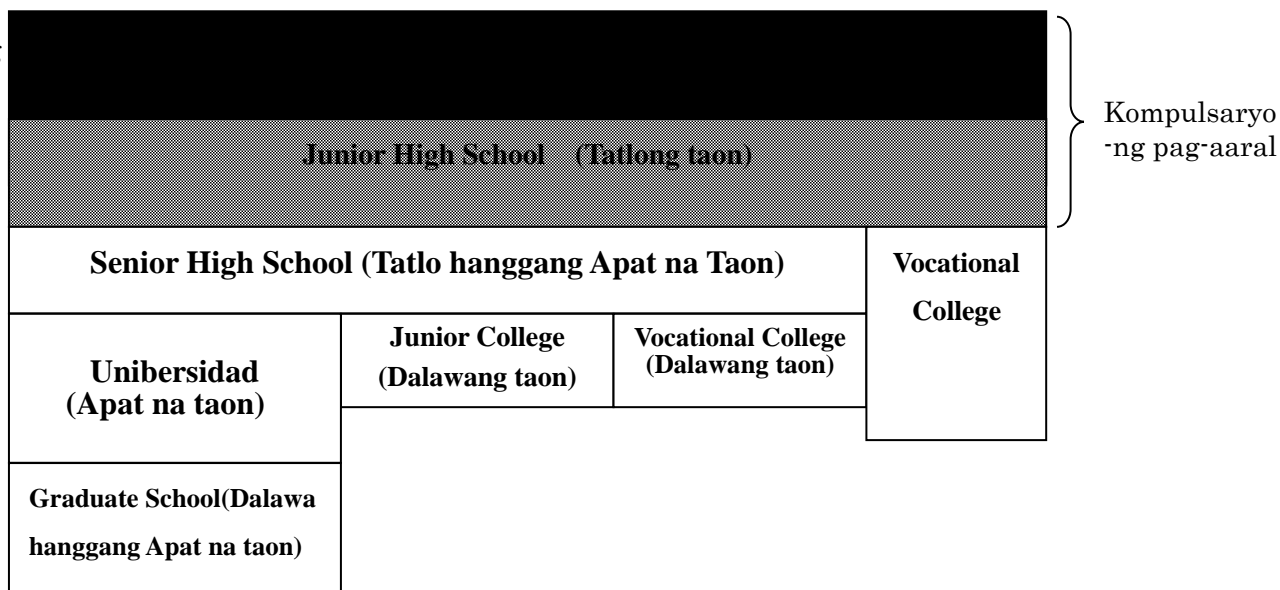 Junior High School (Tatlong taon)
Kompulsaryo
-ng pag-aaral
Senior High School (Tatlo hanggang Apat na Taon)
Vocational
College
Unibersidad
(Apat na taon)
Junior College
(Dalawang taon)
Vocational College
(Dalawang taon)
Graduate School(Dalawa
hanggang Apat na taon)